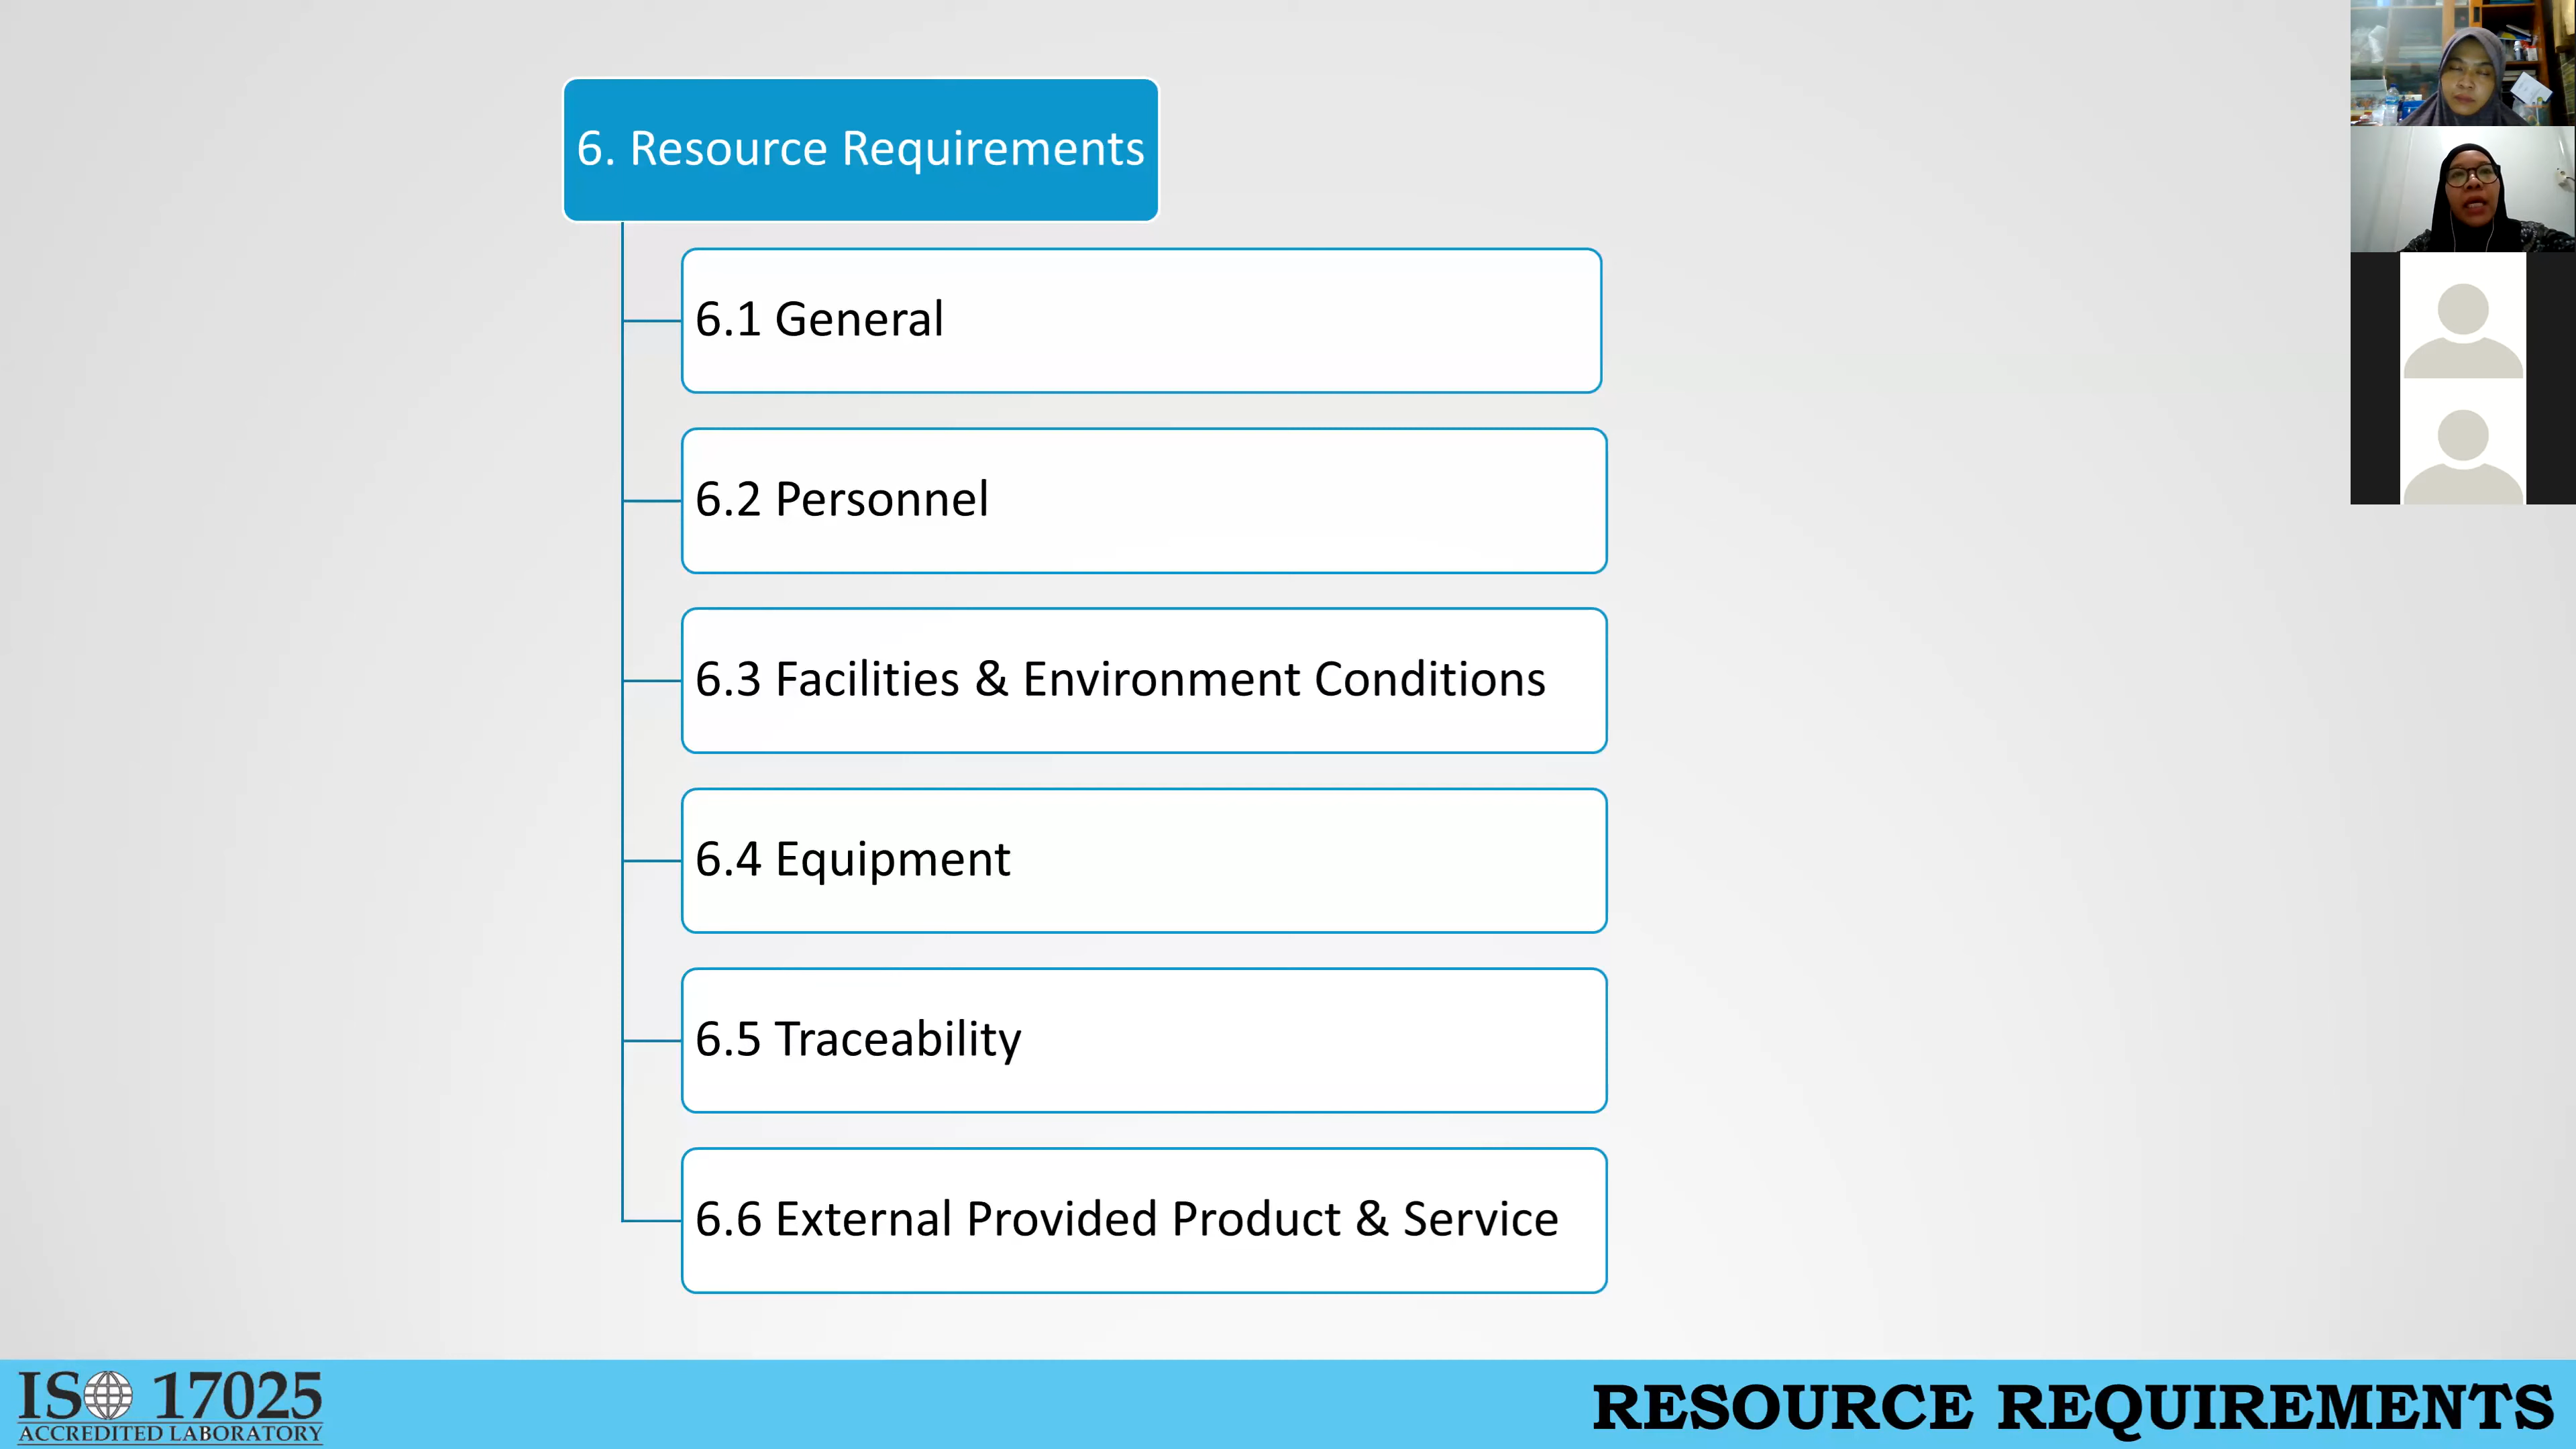 6. Resource Requirements
6.1 General
6.2 Personnel
6.3 Facilities & Environment Conditions
6.4 Equipment
6.5 Traceability
6.6 External Provided Product & Service
ISO 17025
ACCREDITED LABORATORY
RESOURCE REQUIREMENTS